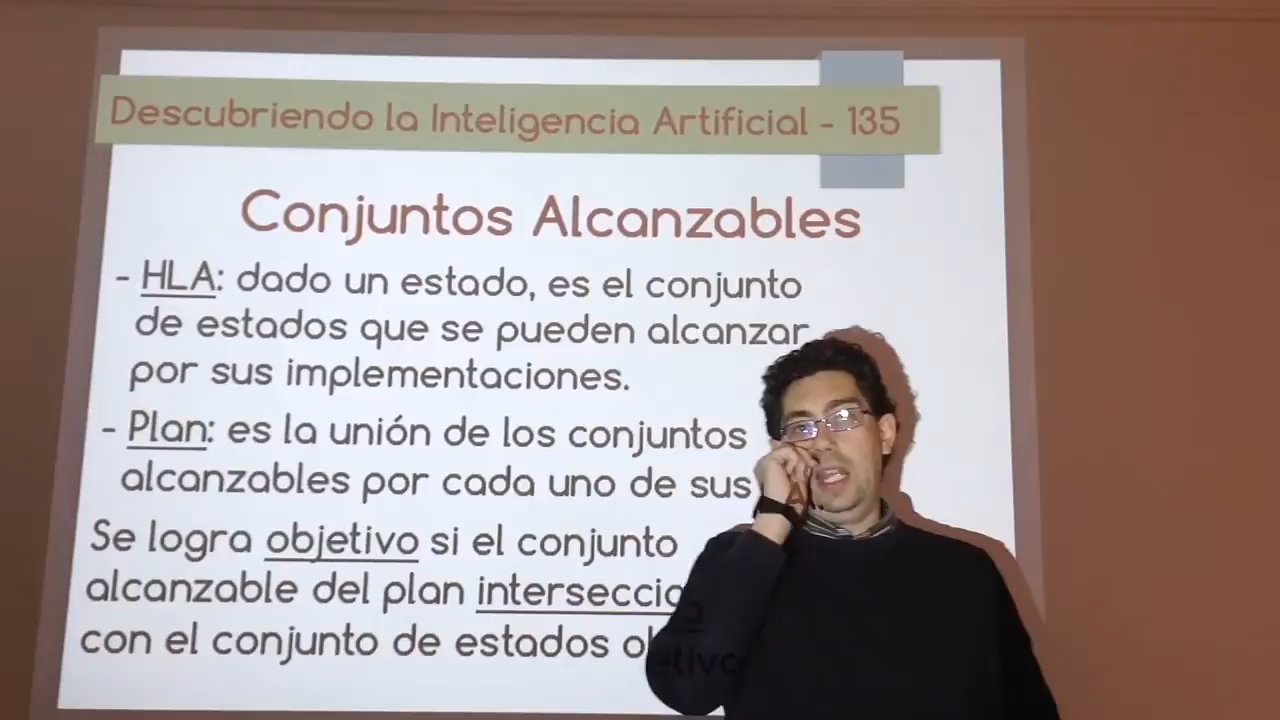 Descubriendo la Inteligencia Artificial - 135
Conjuntos Alcanzables
- HLA: dado un estado, es el conjunto
de estados que se pueden alcanzar
por sus implementaciones.
- Plan: es la unión de los conjuntos
alcanzables por cada uno de sus
Se logra objetivo si el conjunto
alcanzable del plan intersecciona
con el conjunto de estados objetivo